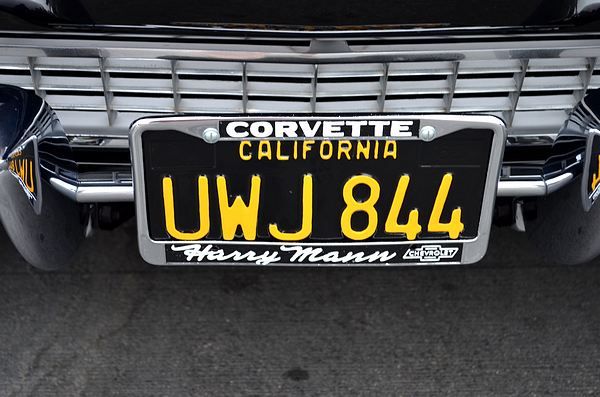 CORVETTE
CALIFORNIA
UWJ 844
Harry Mann CHEVROLET